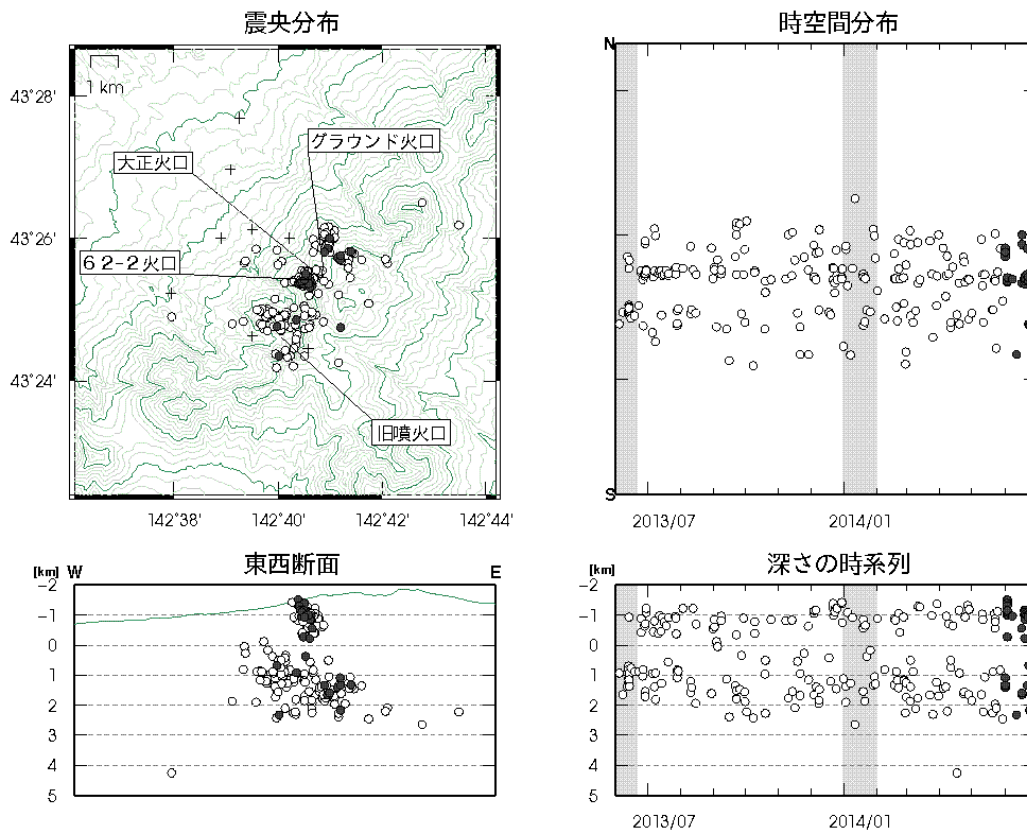 震央分布
1 km
43°28'
43°26'
43°24'
グラウンド火口
大正火口
62-2火口
旧噴火口
142°38'
142°40'
142°42'
142°44'
時空間分布
N
S
2013/07
2014/01
東西断面
[km]
W
E
-2
-1
0
1
2
3
4
5
深さの時系列
[km]
-2
-1
0
1
2
3
4
5
2013/07
2014/01